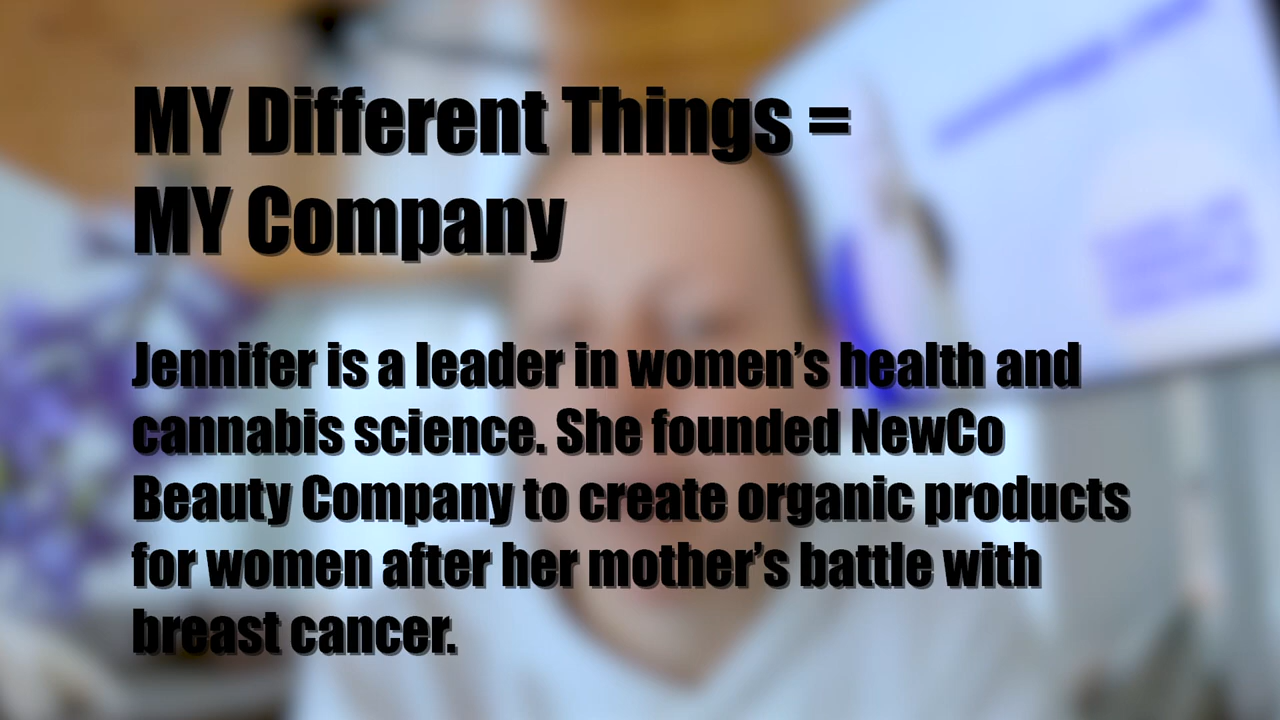 MY Different Things =
MY Company
Jennifer is a leader in women’s health and
cannabis science. She founded NewCo
Beauty Company to create organic products
for women after her mother’s battle with
breast cancer.